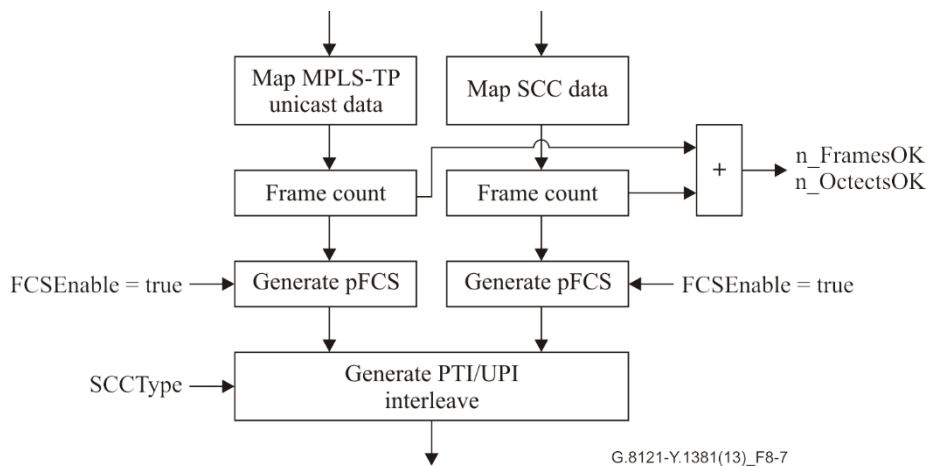 Map MPLS-TP
unicast data
Map SCC data
+
n_FramesOK
n_OctectsOK
Frame count
Frame count
FCSEnable = true
Generate pFCS
Generate pFCS
FCSEnable = true
SCCType
Generate PTI/UPI
interleave
G.8121-Y.1381(13)_F8-7